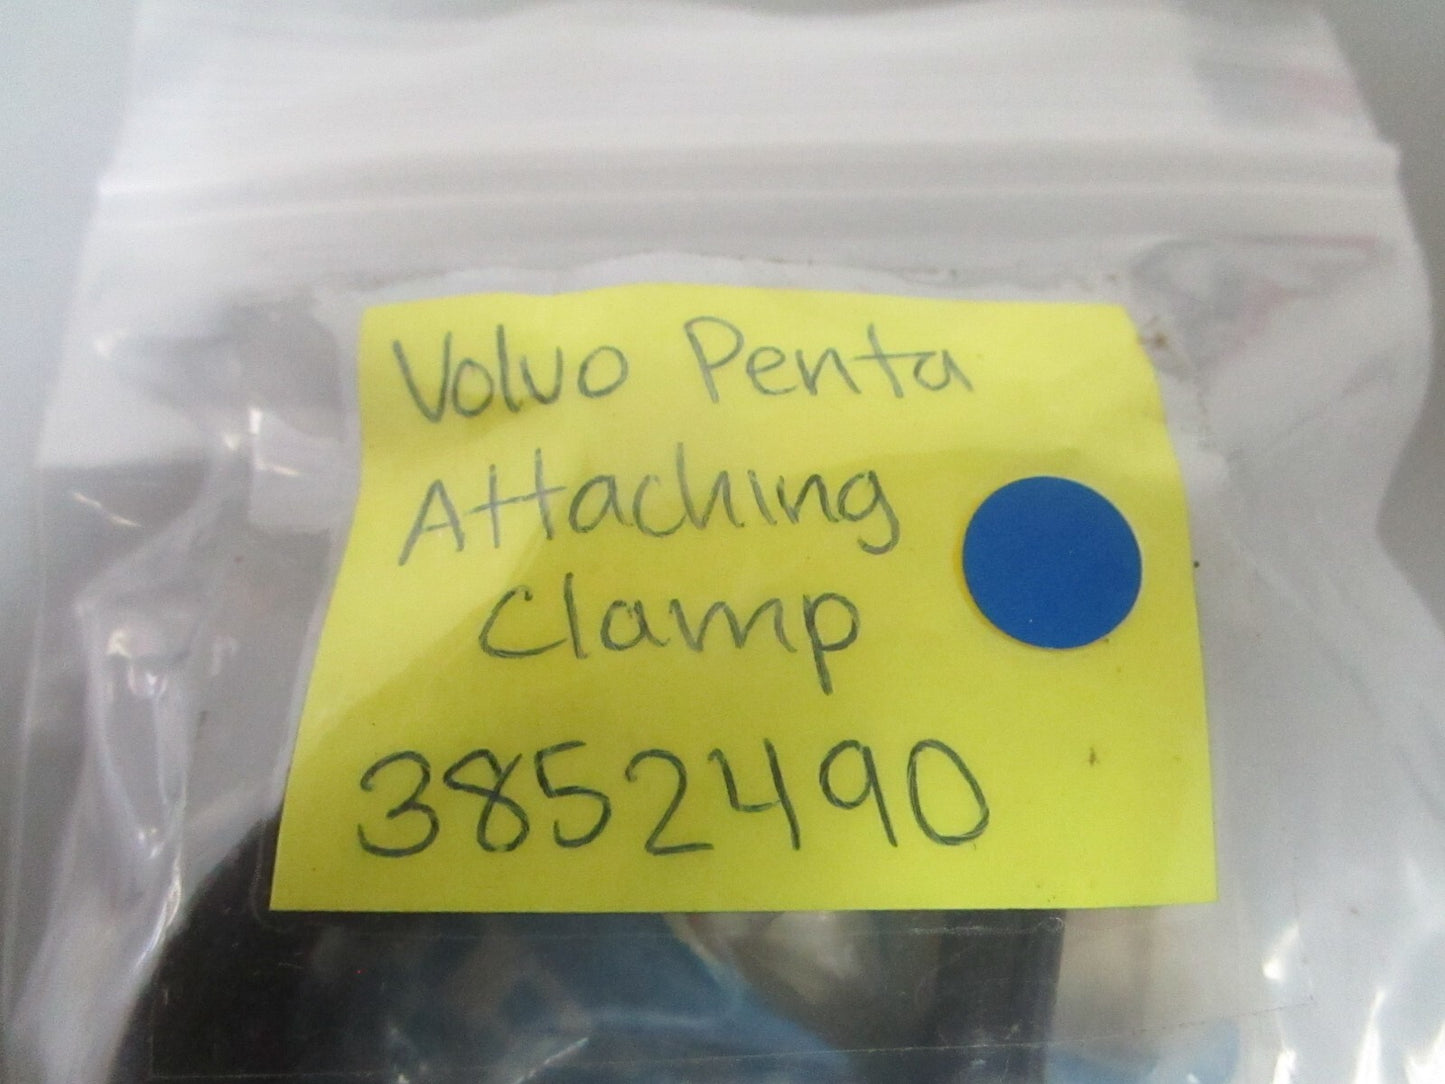 Volvo Penta
Attaching
Clamp
3852490